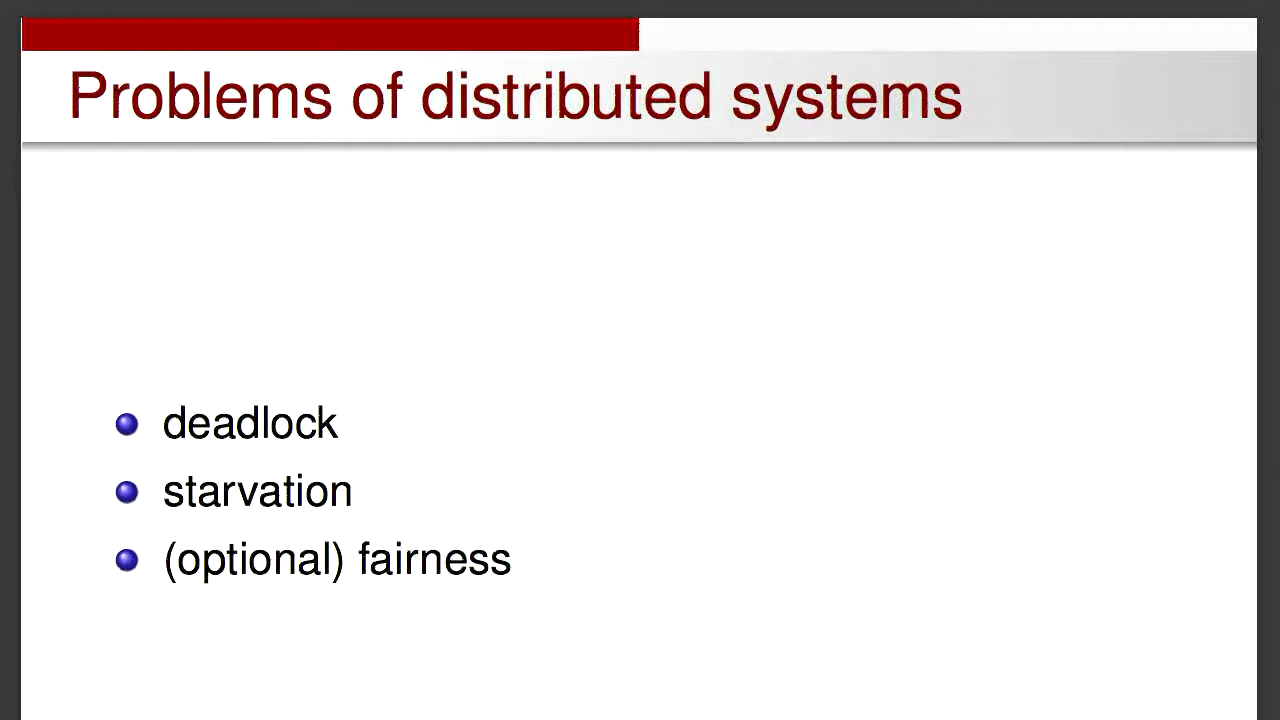 Problems of distributed systems
deadlock
starvation
(optional) fairness